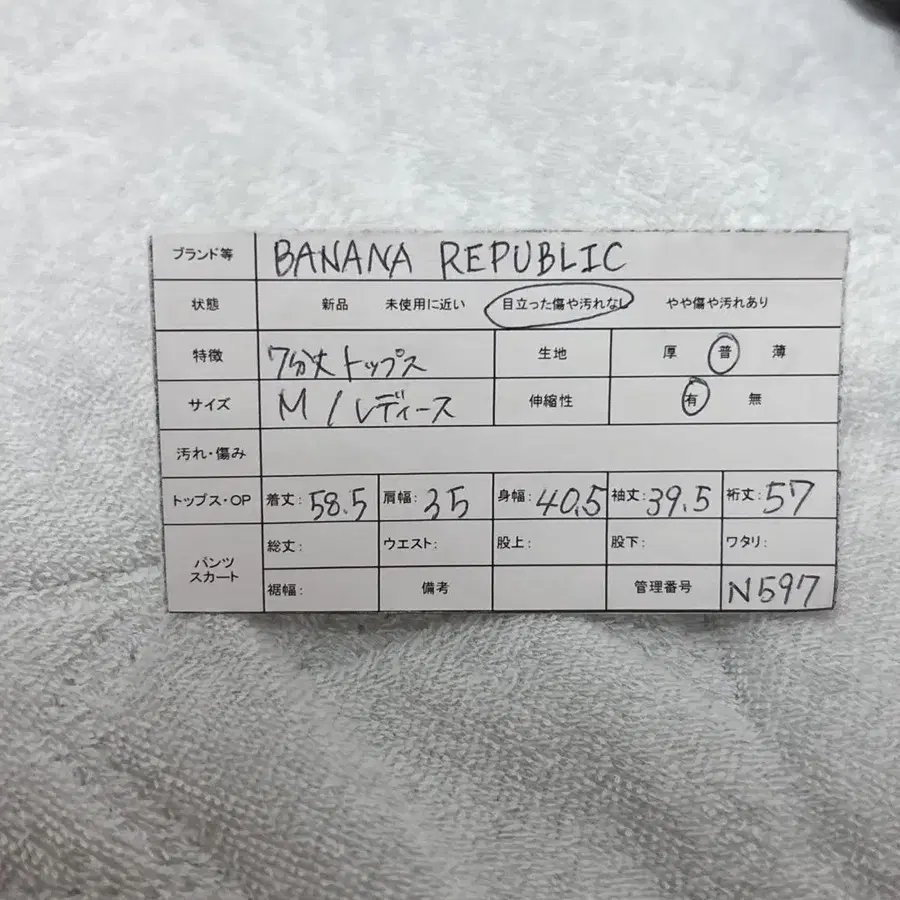 ブランド等 BANANA REPUBLIC
状態 新品 未使用に近い 目立った傷や汚れなし やや傷や汚れあり
特徴 7分丈トップス 生地 厚 普 薄
サイズ M / レディース 伸縮性 有 無
汚れ・傷み
トップス・OP 着丈: 58.5 肩幅: 35 身幅: 40.5 袖丈: 39.5 裄丈: 57
パンツ スカート 総丈: ウエスト: 股上: 股下: ワタリ:
裾幅: 備考 管理番号 N597